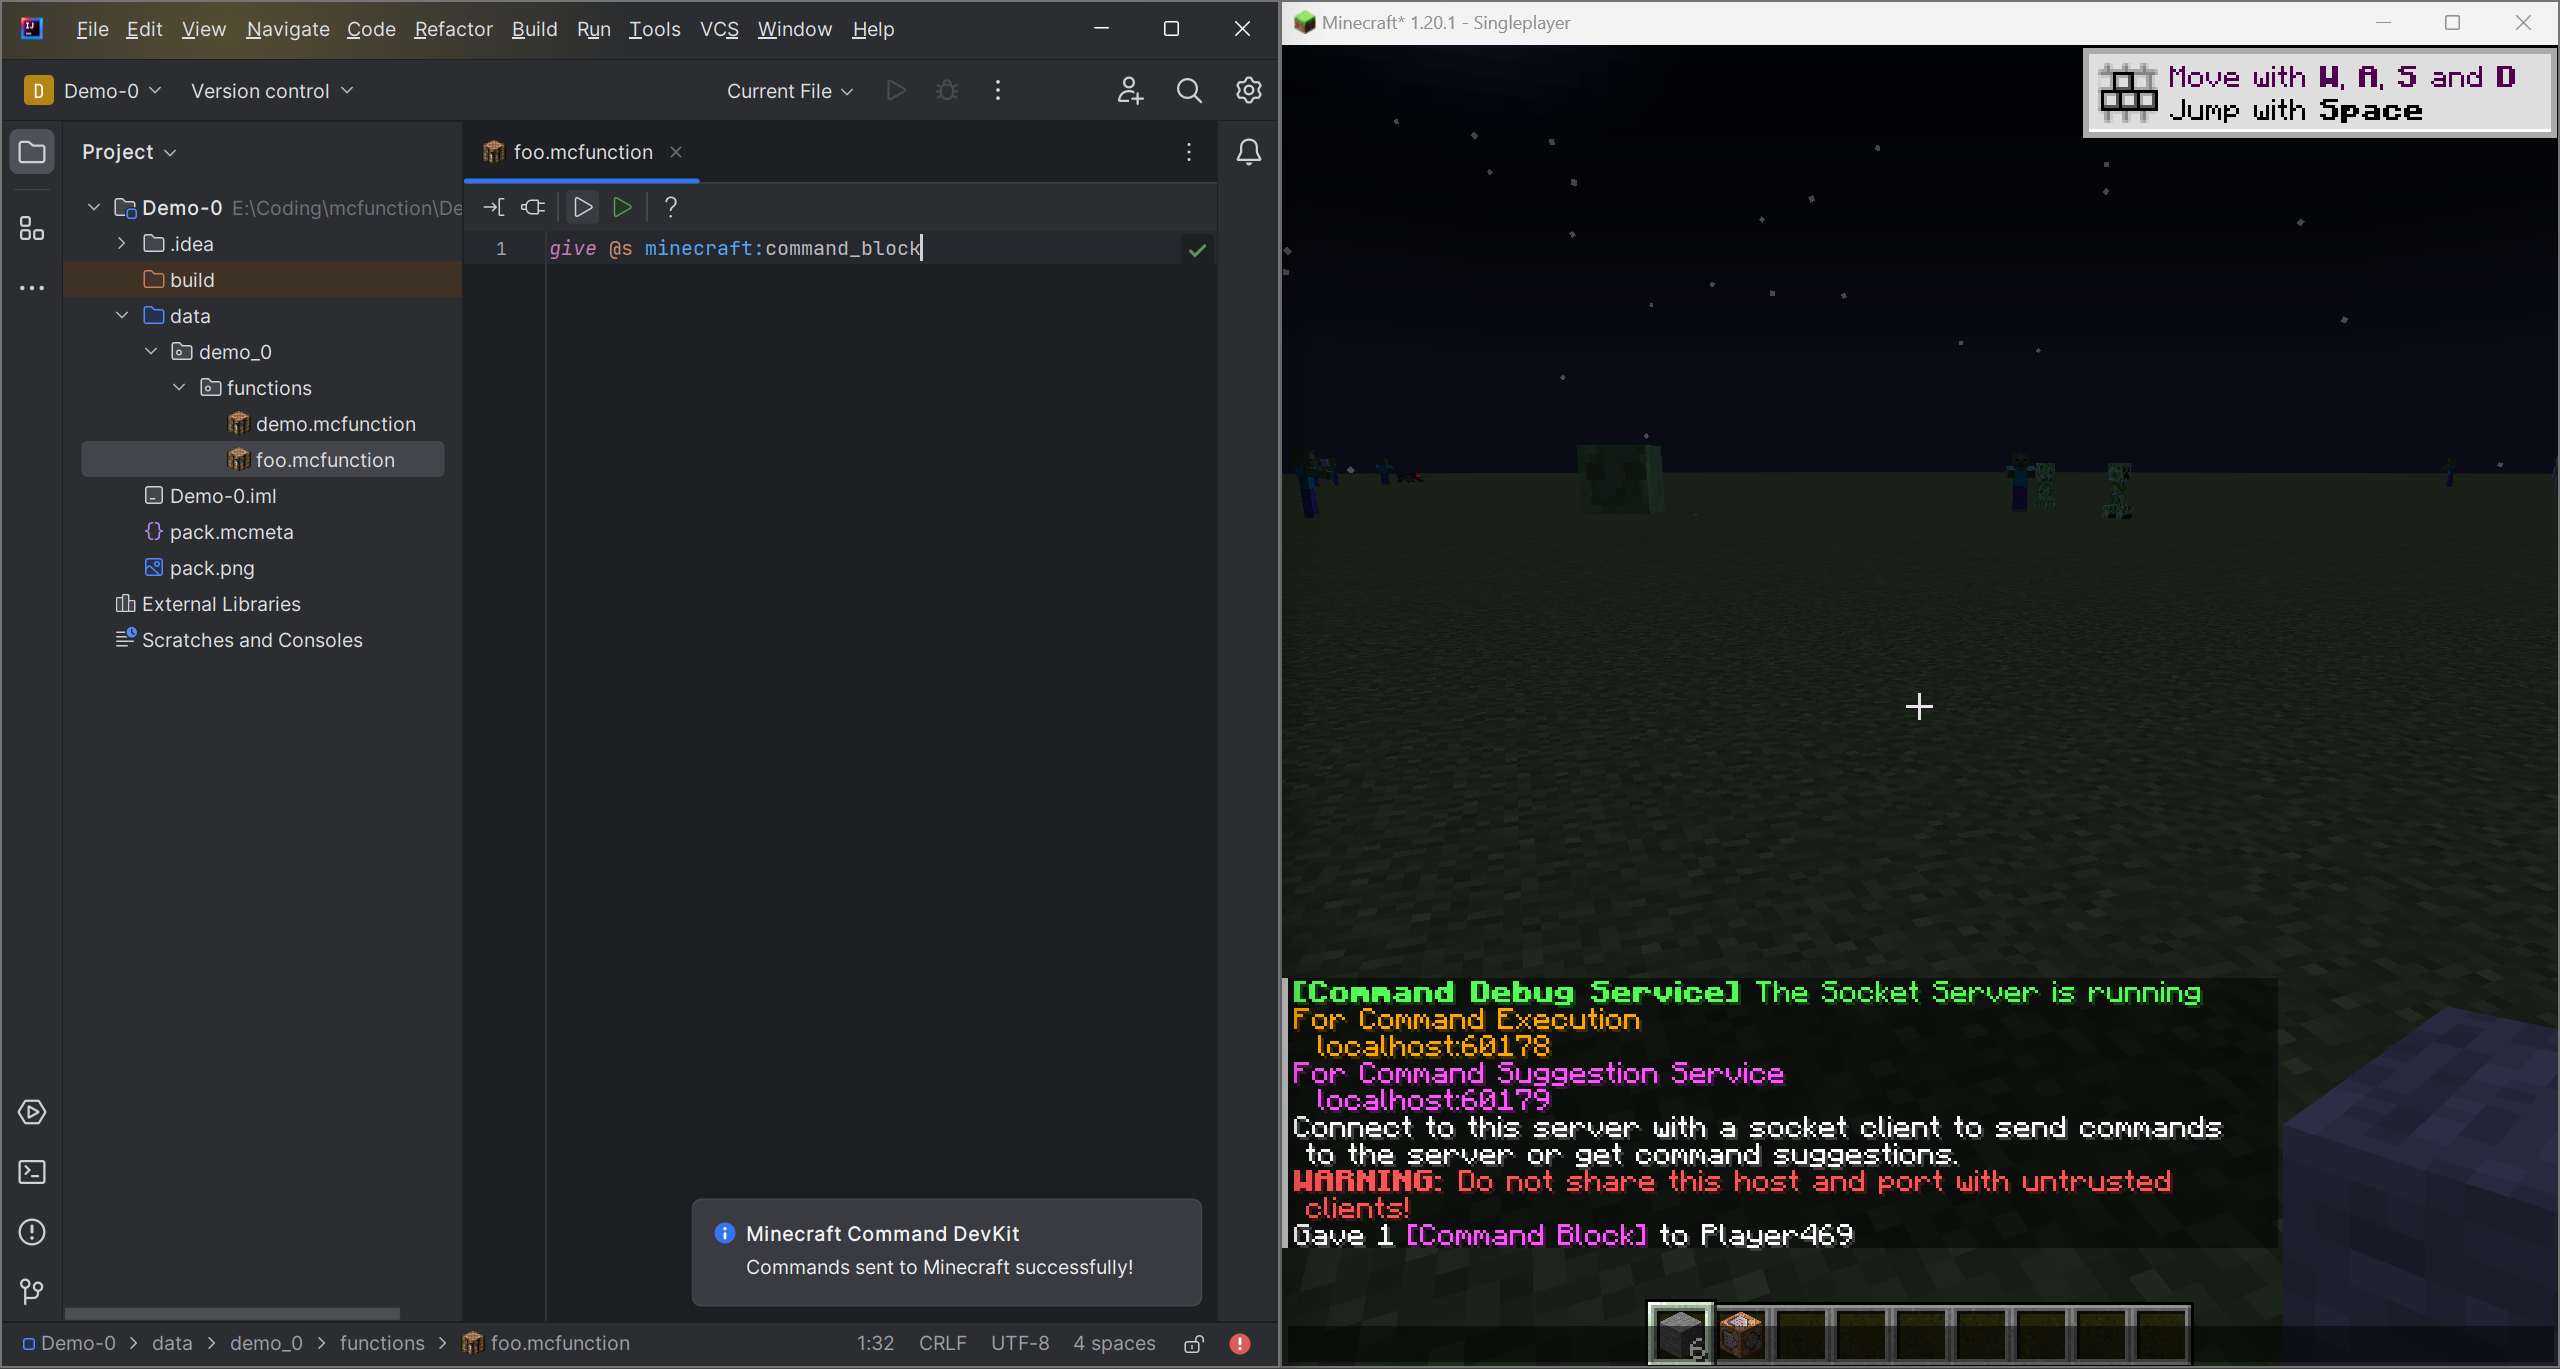 File Edit View Navigate Code Refactor Build Run Tools VCS Window Help
D Demo-0 Version control Current File
Project
foo.mcfunction
Demo-0 E:\Coding\mcfunction\De
.idea
build
data
demo_0
functions
demo.mcfunction
foo.mcfunction
Demo-0.iml
pack.mcmeta
pack.png
External Libraries
Scratches and Consoles
1 give @s minecraft:command_block
Minecraft Command DevKit
Commands sent to Minecraft successfully!
Demo-0 > data > demo_0 > functions > foo.mcfunction 1:32 CRLF UTF-8 4 spaces
Minecraft* 1.20.1 - Singleplayer
Move with W, A, S and D
Jump with Space
[Command Debug Service] The Socket Server is running
For Command Execution
localhost:60178
For Command Suggestion Service
localhost:60179
Connect to this server with a socket client to send commands
to the server or get command suggestions.
WARNING: Do not share this host and port with untrusted
clients!
Gave 1 [Command Block] to Player469
6